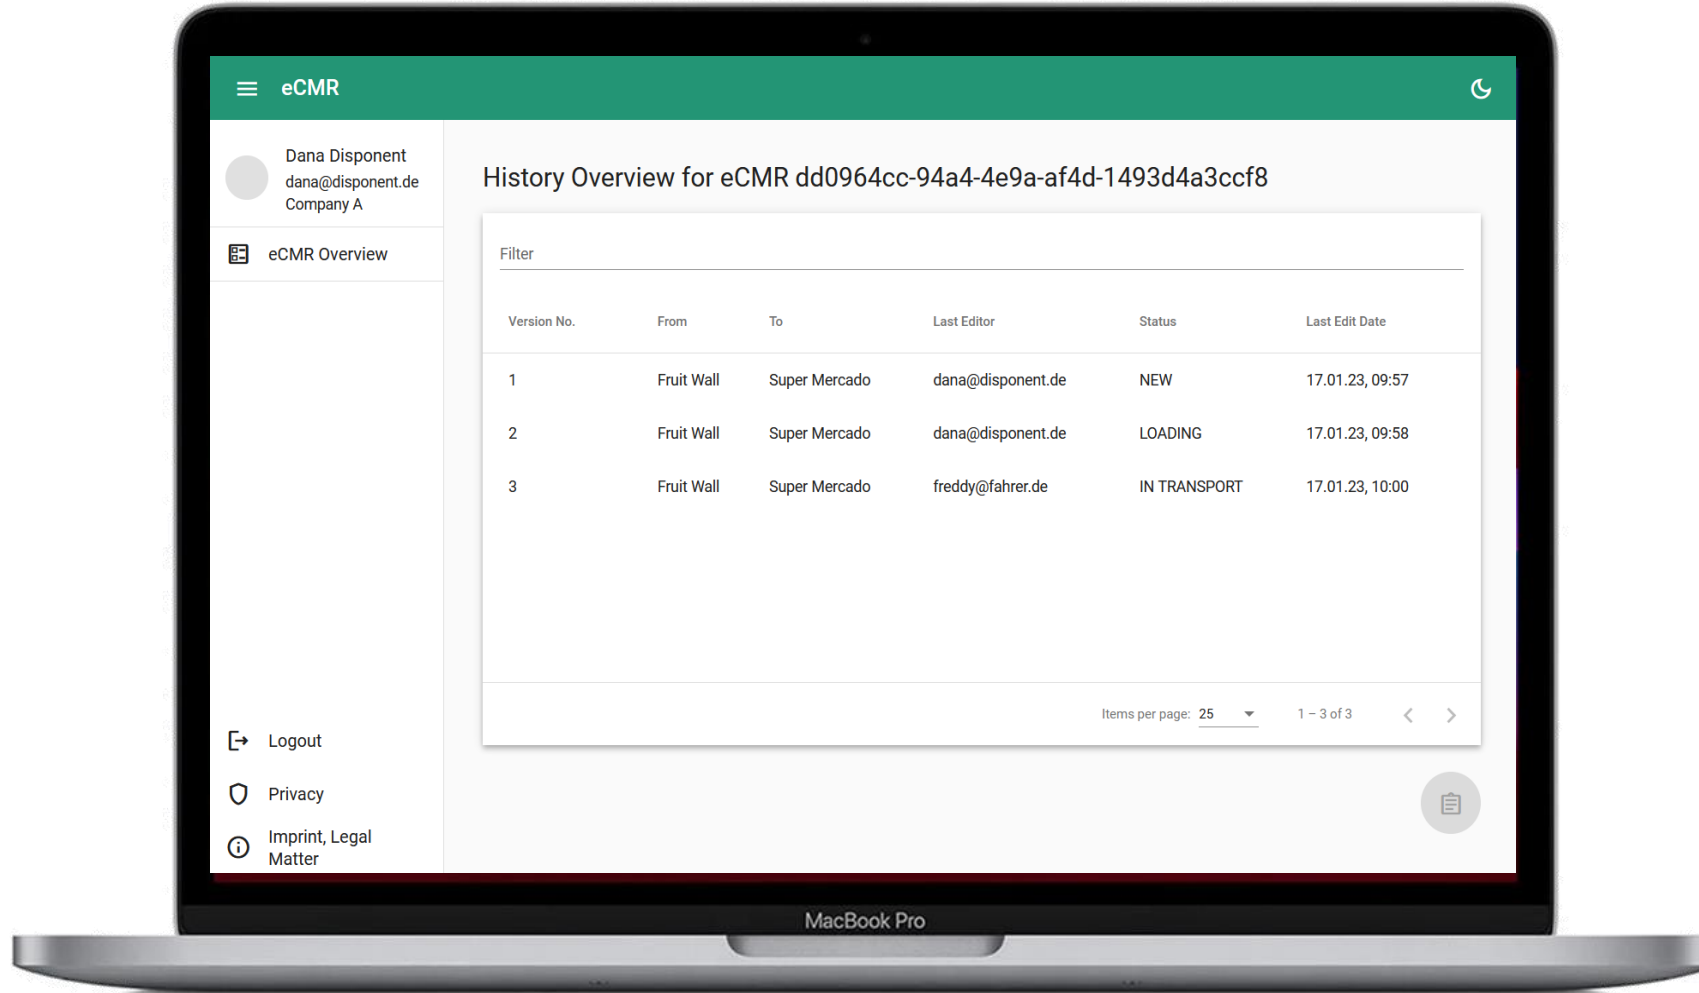 eCMR
Dana Disponent
dana@disponent.de
Company A
eCMR Overview
Logout
Privacy
Imprint, Legal
Matter
History Overview for eCMR dd0964cc-94a4-4e9a-af4d-1493d4a3ccf8
Filter
Version No. From To Last Editor Status Last Edit Date
1 Fruit Wall Super Mercado dana@disponent.de NEW 17.01.23, 09:57
2 Fruit Wall Super Mercado dana@disponent.de LOADING 17.01.23, 09:58
3 Fruit Wall Super Mercado freddy@fahrer.de IN TRANSPORT 17.01.23, 10:00
Items per page: 25 1 – 3 of 3
MacBook Pro